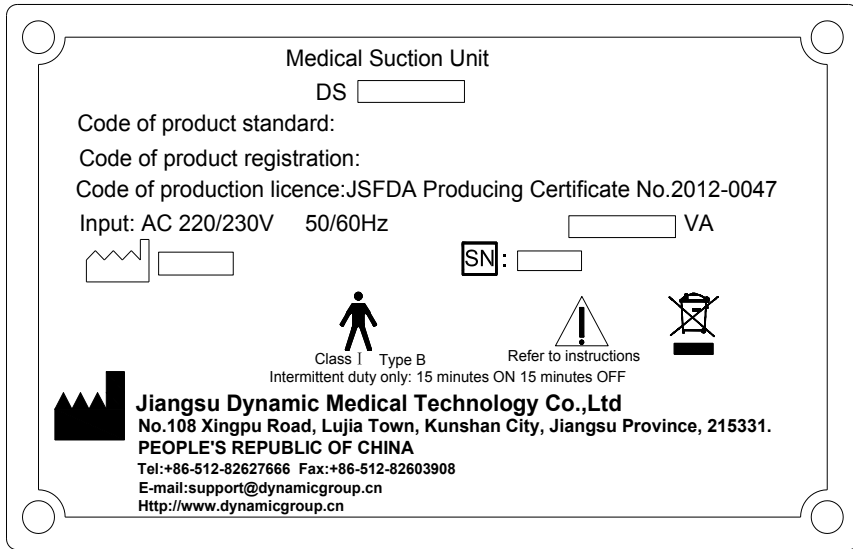 Medical Suction Unit
DS
Code of product standard:
Code of product registration:
Code of production licence:JSFDA Producing Certificate No.2012-0047
Input: AC 220/230V 50/60Hz VA
SN :
Class Ⅰ Type B
Refer to instructions
Intermittent duty only: 15 minutes ON 15 minutes OFF
Jiangsu Dynamic Medical Technology Co.,Ltd
No.108 Xingpu Road, Lujia Town, Kunshan City, Jiangsu Province, 215331.
PEOPLE'S REPUBLIC OF CHINA
Tel:+86-512-82627666 Fax:+86-512-82603908
E-mail:support@dynamicgroup.cn
Http://www.dynamicgroup.cn